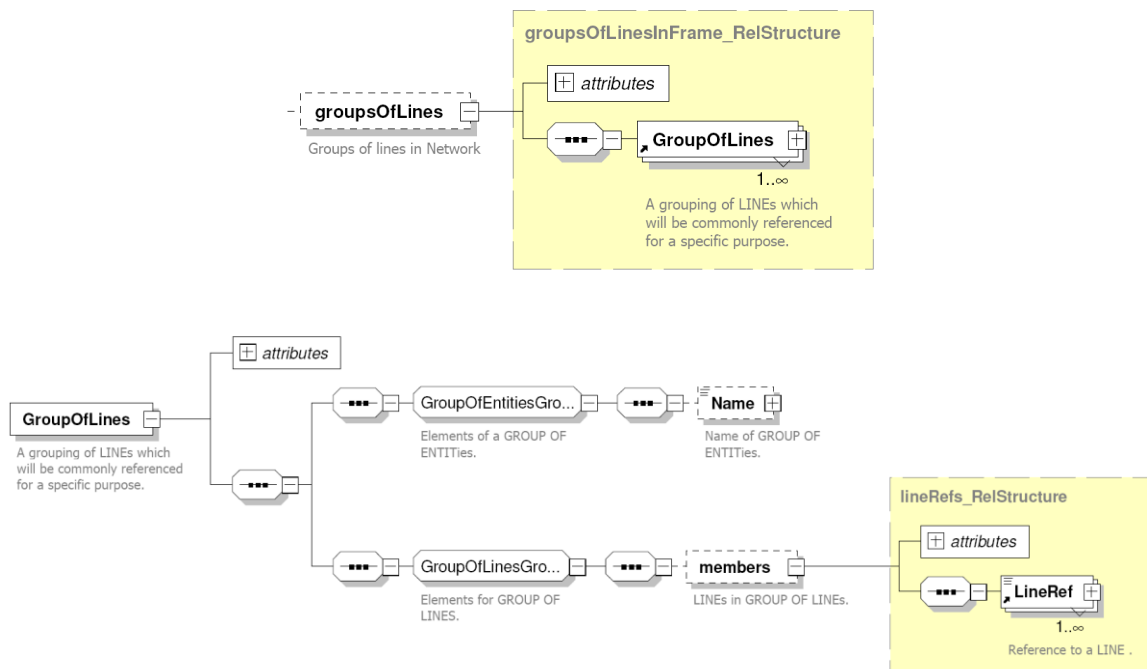 groupsOfLinesInFrame_RelStructure
attributes
groupsOfLines
Groups of lines in Network
GroupOfLines
1..∞
A grouping of LINEs which
will be commonly referenced
for a specific purpose.
attributes
GroupOfLines
A grouping of LINEs which
will be commonly referenced
for a specific purpose.
GroupOfEntitiesGro...
Elements of a GROUP OF
ENTITies.
Name
Name of GROUP OF
ENTITies.
lineRefs_RelStructure
attributes
GroupOfLinesGro...
Elements for GROUP OF
LINES.
members
LINEs in GROUP OF LINEs.
LineRef
1..∞
Reference to a LINE .